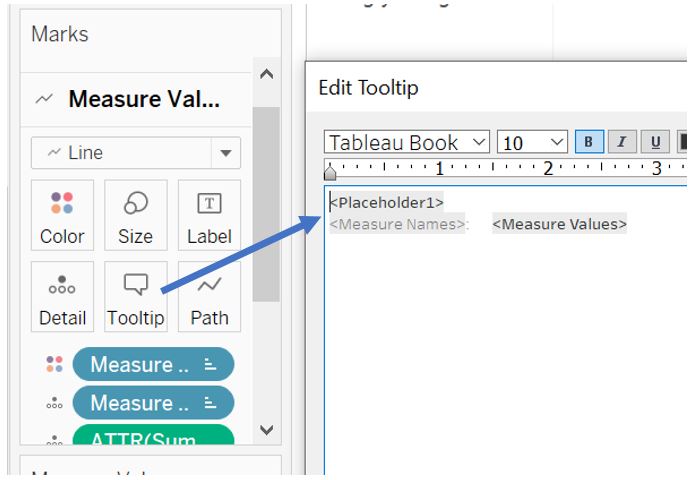 Marks
Measure Val...
Line
Color
Size
Label
Detail
Tooltip
Path
Measure ..
Measure ..
ATTR(Sum
Edit Tooltip
Tableau Book
10
B
I
U
1
2
3
<Placeholder1>
<Measure Names>: <Measure Values>